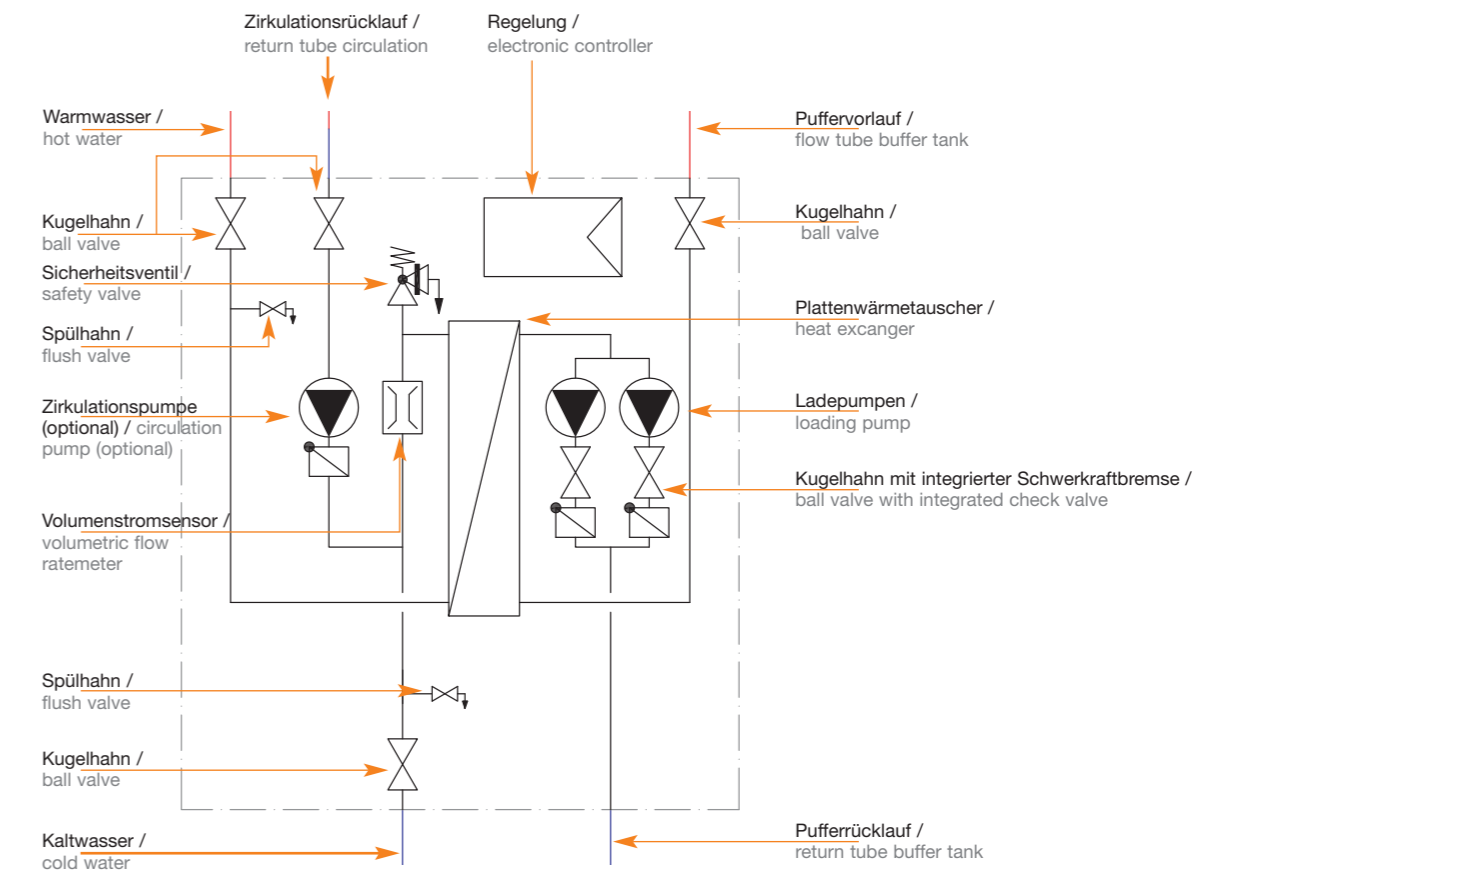 Zirkulationsrücklauf /
return tube circulation
Regelung /
electronic controller
Warmwasser /
hot water
Puffervorlauf /
flow tube buffer tank
Kugelhahn /
ball valve
Kugelhahn /
ball valve
Sicherheitsventil /
safety valve
Plattenwärmetauscher /
heat excanger
Spülhahn /
flush valve
Zirkulationspumpe
(optional) / circulation
pump (optional)
Ladepumpen /
loading pump
Kugelhahn mit integrierter Schwerkraftbremse /
ball valve with integrated check valve
Volumenstromsensor /
volumetric flow
ratemeter
Spülhahn /
flush valve
Kugelhahn /
ball valve
Kaltwasser /
cold water
Pufferrücklauf /
return tube buffer tank